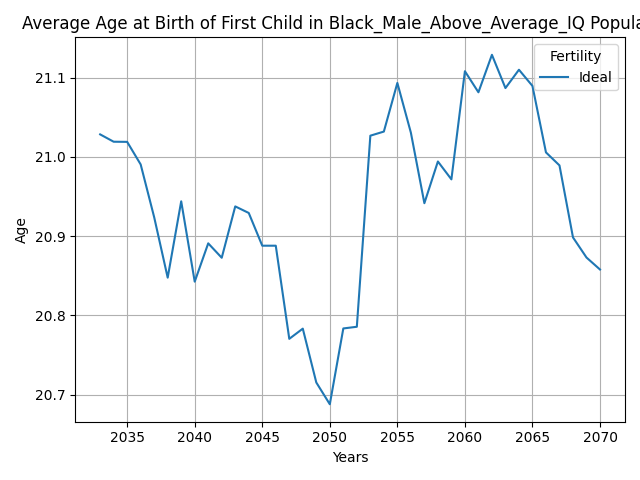 Average Age at Birth of First Child in Black_Male_Above_Average_IQ Popula
Fertility
Ideal
21.1
21.0
20.9
20.8
20.7
Age
2035 2040 2045 2050 2055 2060 2065 2070
Years